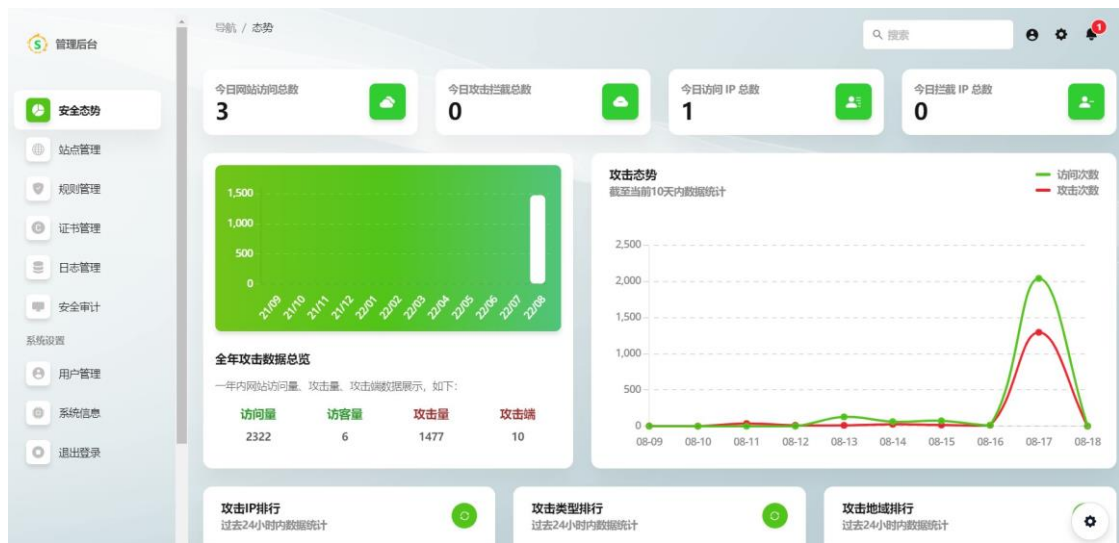 管理后台
导航 / 态势
搜索
1
安全态势
站点管理
规则管理
证书管理
日志管理
安全审计
系统设置
用户管理
系统信息
退出登录
今日网站访问总数
3
今日攻击拦截总数
0
今日访问 IP 总数
1
今日拦截 IP 总数
0
1,500
1,000
500
0
21/09 21/10 21/11 21/12 22/01 22/02 22/03 22/04 22/05 22/06 22/07 22/08
全年攻击数据总览
一年内网站访问量、攻击量、攻击端数据展示，如下：
访问量 访客量 攻击量 攻击端
2322 6 1477 10
攻击态势
截至当前10天内数据统计
访问次数
攻击次数
2,500
2,000
1,500
1,000
500
0
08-09 08-10 08-11 08-12 08-13 08-14 08-15 08-16 08-17 08-18
攻击IP排行
过去24小时内数据统计
攻击类型排行
过去24小时内数据统计
攻击地域排行
过去24小时内数据统计